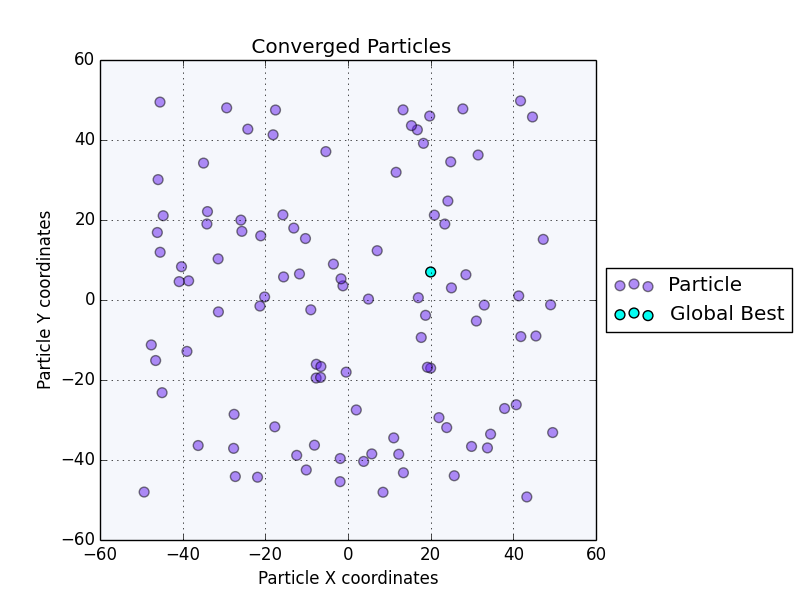 Converged Particles
60
40
20
0
−20
−40
−60
−60 −40 −20 0 20 40 60
Particle Y coordinates
Particle X coordinates
Particle
Global Best